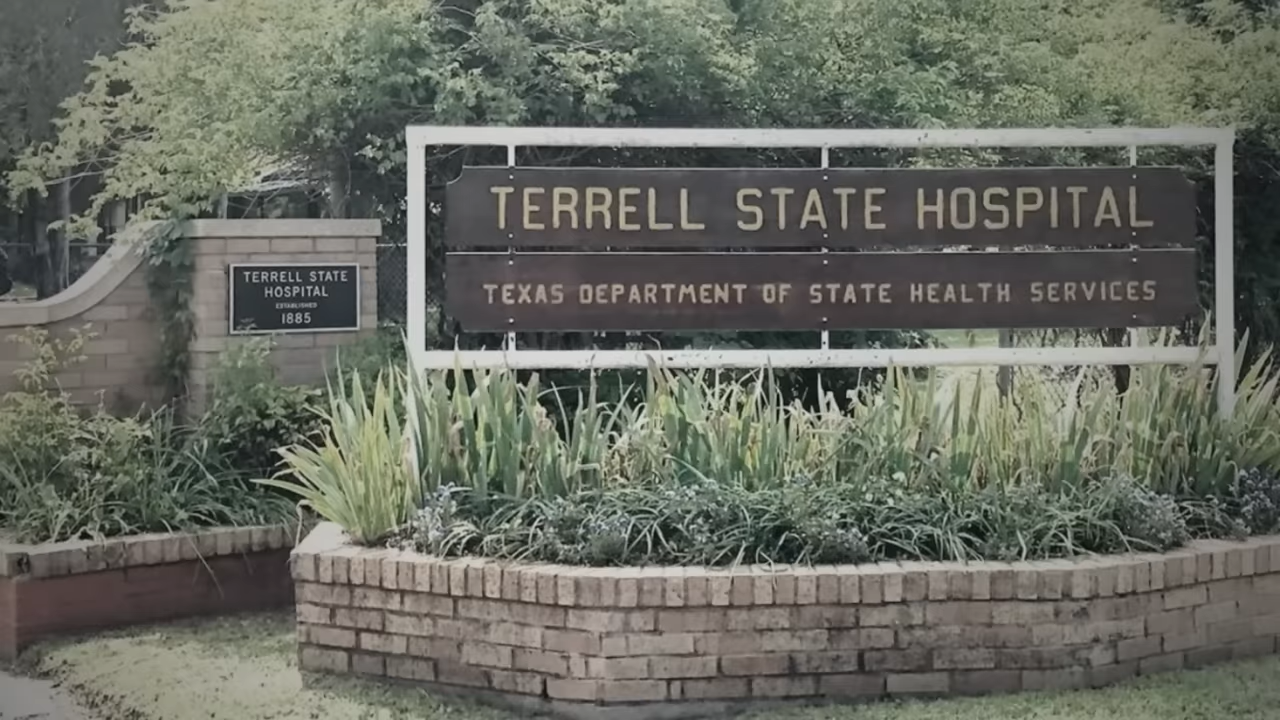 TERRELL STATE HOSPITAL
TEXAS DEPARTMENT OF STATE HEALTH SERVICES
TERRELL STATE
HOSPITAL
ESTABLISHED
1885